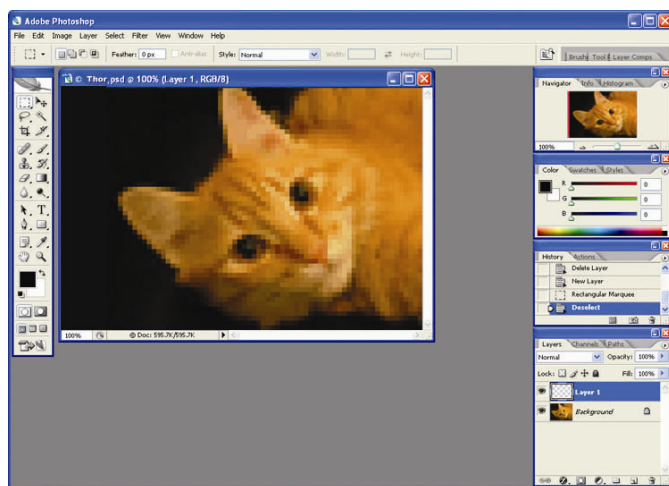 Adobe Photoshop
File Edit Image Layer Select Filter View Window Help
Feather: 0 px Anti-alias Style: Normal Width: Height:
Brush Tool Layer Comps
© Thor.psd @ 100% (Layer 1, RGB/8)
100% Doc: 595.7K/595.7K
Navigator Info Histogram
100%
Color Swatches Styles
R 0
G 0
B 0
History Actions
Delete Layer
New Layer
Rectangular Marquee
Deselect
Layers Channels Paths
Normal Opacity: 100%
Lock: Fill: 100%
Layer 1
Background